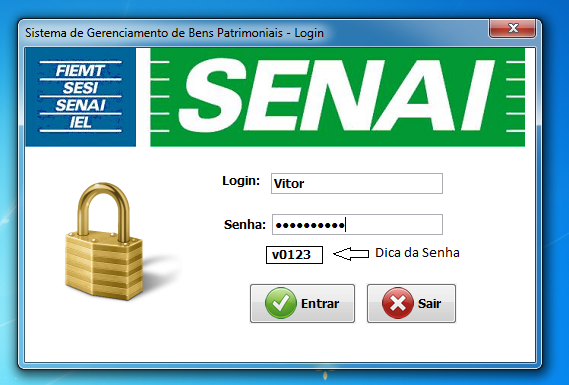 Sistema de Gerenciamento de Bens Patrimoniais - Login
FIEMT
SESI
SENAI
IEL
SENAI
Login: Vitor
Senha: ••••••••••
v0123 Dica da Senha
Entrar Sair